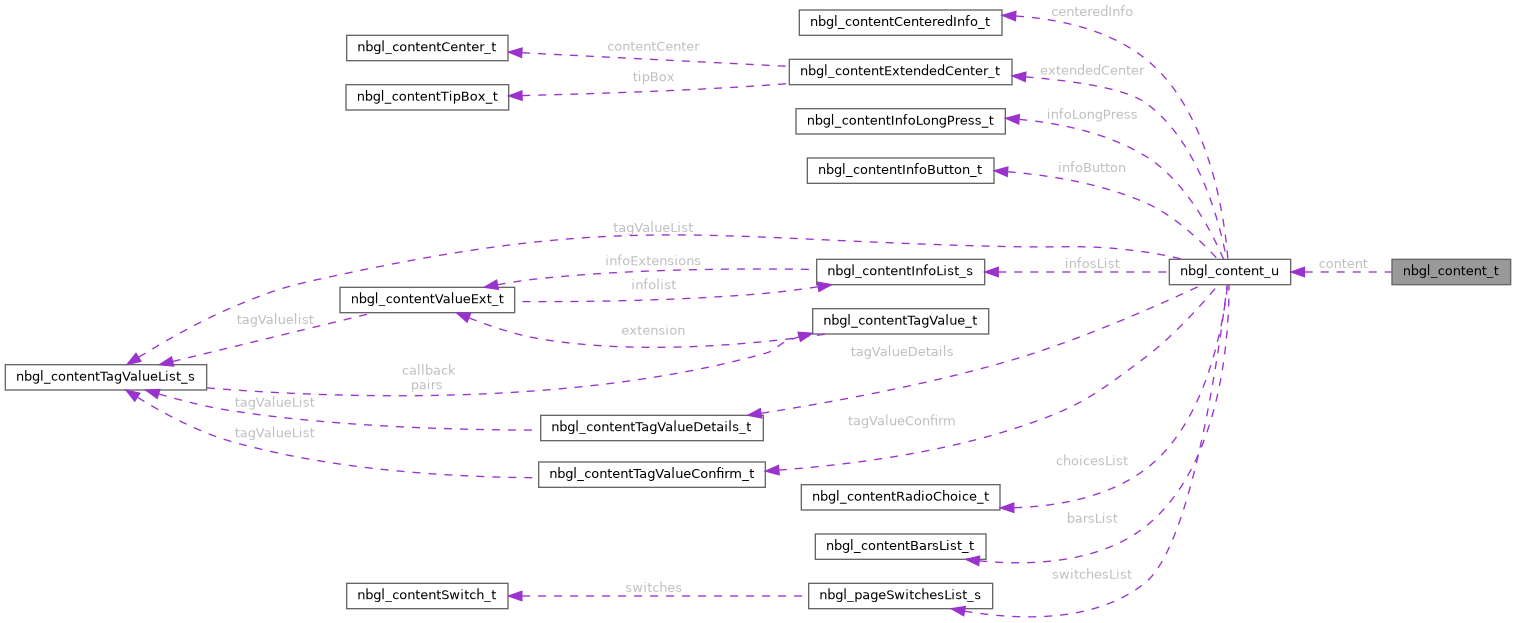 nbgl_contentCenteredInfo_t
centeredInfo
nbgl_contentCenter_t
contentCenter
nbgl_contentExtendedCenter_t
extendedCenter
tipBox
nbgl_contentTipBox_t
nbgl_contentInfoLongPress_t
infoLongPress
nbgl_contentInfoButton_t
infoButton
tagValueList
infoExtensions
nbgl_contentInfoList_s
infosList
nbgl_content_u
content
nbgl_content_t
infolist
nbgl_contentValueExt_t
tagValuelist
nbgl_contentTagValue_t
extension
tagValueDetails
nbgl_contentTagValueList_s
callback
pairs
tagValueList
nbgl_contentTagValueDetails_t
tagValueConfirm
tagValueList
nbgl_contentTagValueConfirm_t
choicesList
nbgl_contentRadioChoice_t
barsList
nbgl_contentBarsList_t
switchesList
nbgl_contentSwitch_t
switches
nbgl_pageSwitchesList_s